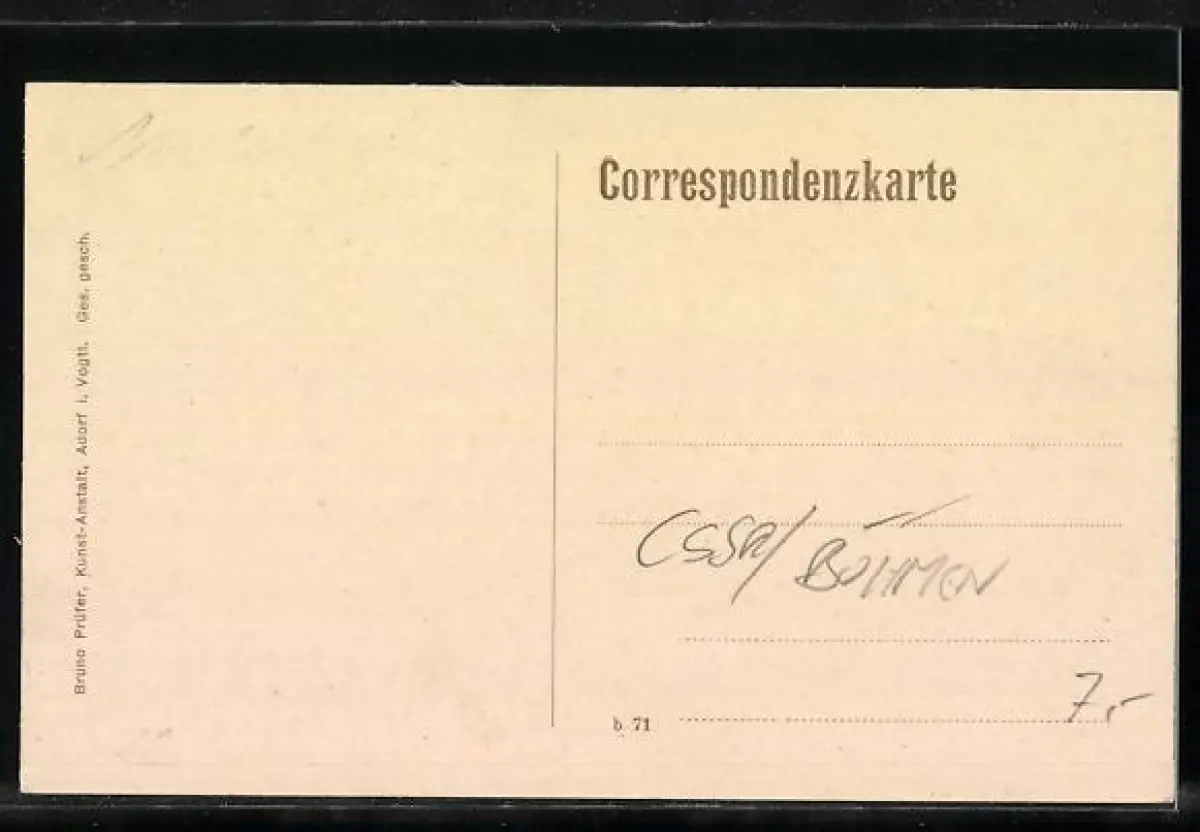 Correspondenzkarte
Bruno Prüfer, Kunst-Anstalt, Adorf i. Vogtl. Ges. gesch.
CSSR/
BÖHMEN
7,-
b 71